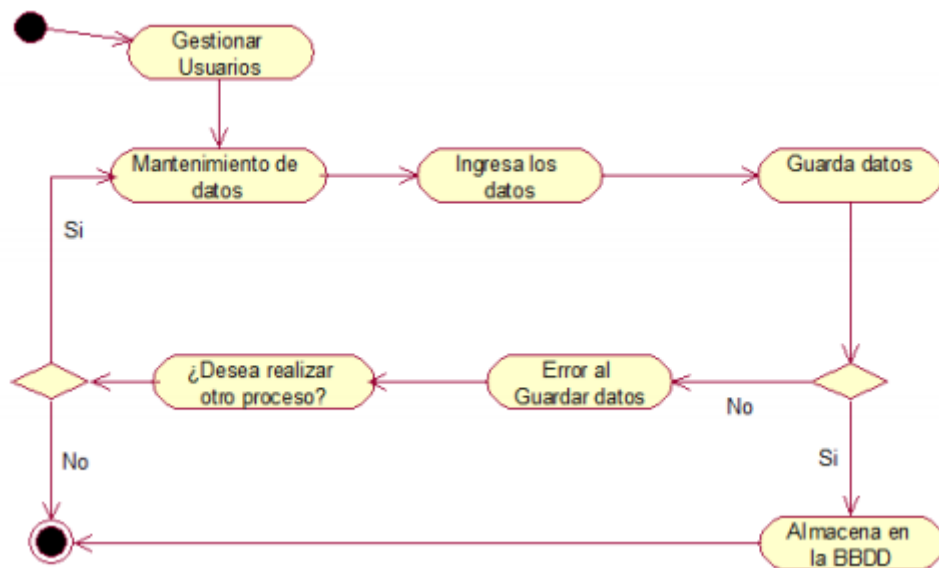 Gestionar
Usuarios
Mantenimiento de
datos
Ingresa los
datos
Guarda datos
Si
¿Desea realizar
otro proceso?
Error al
Guardar datos
No
No
Si
Almacena en
la BBDD